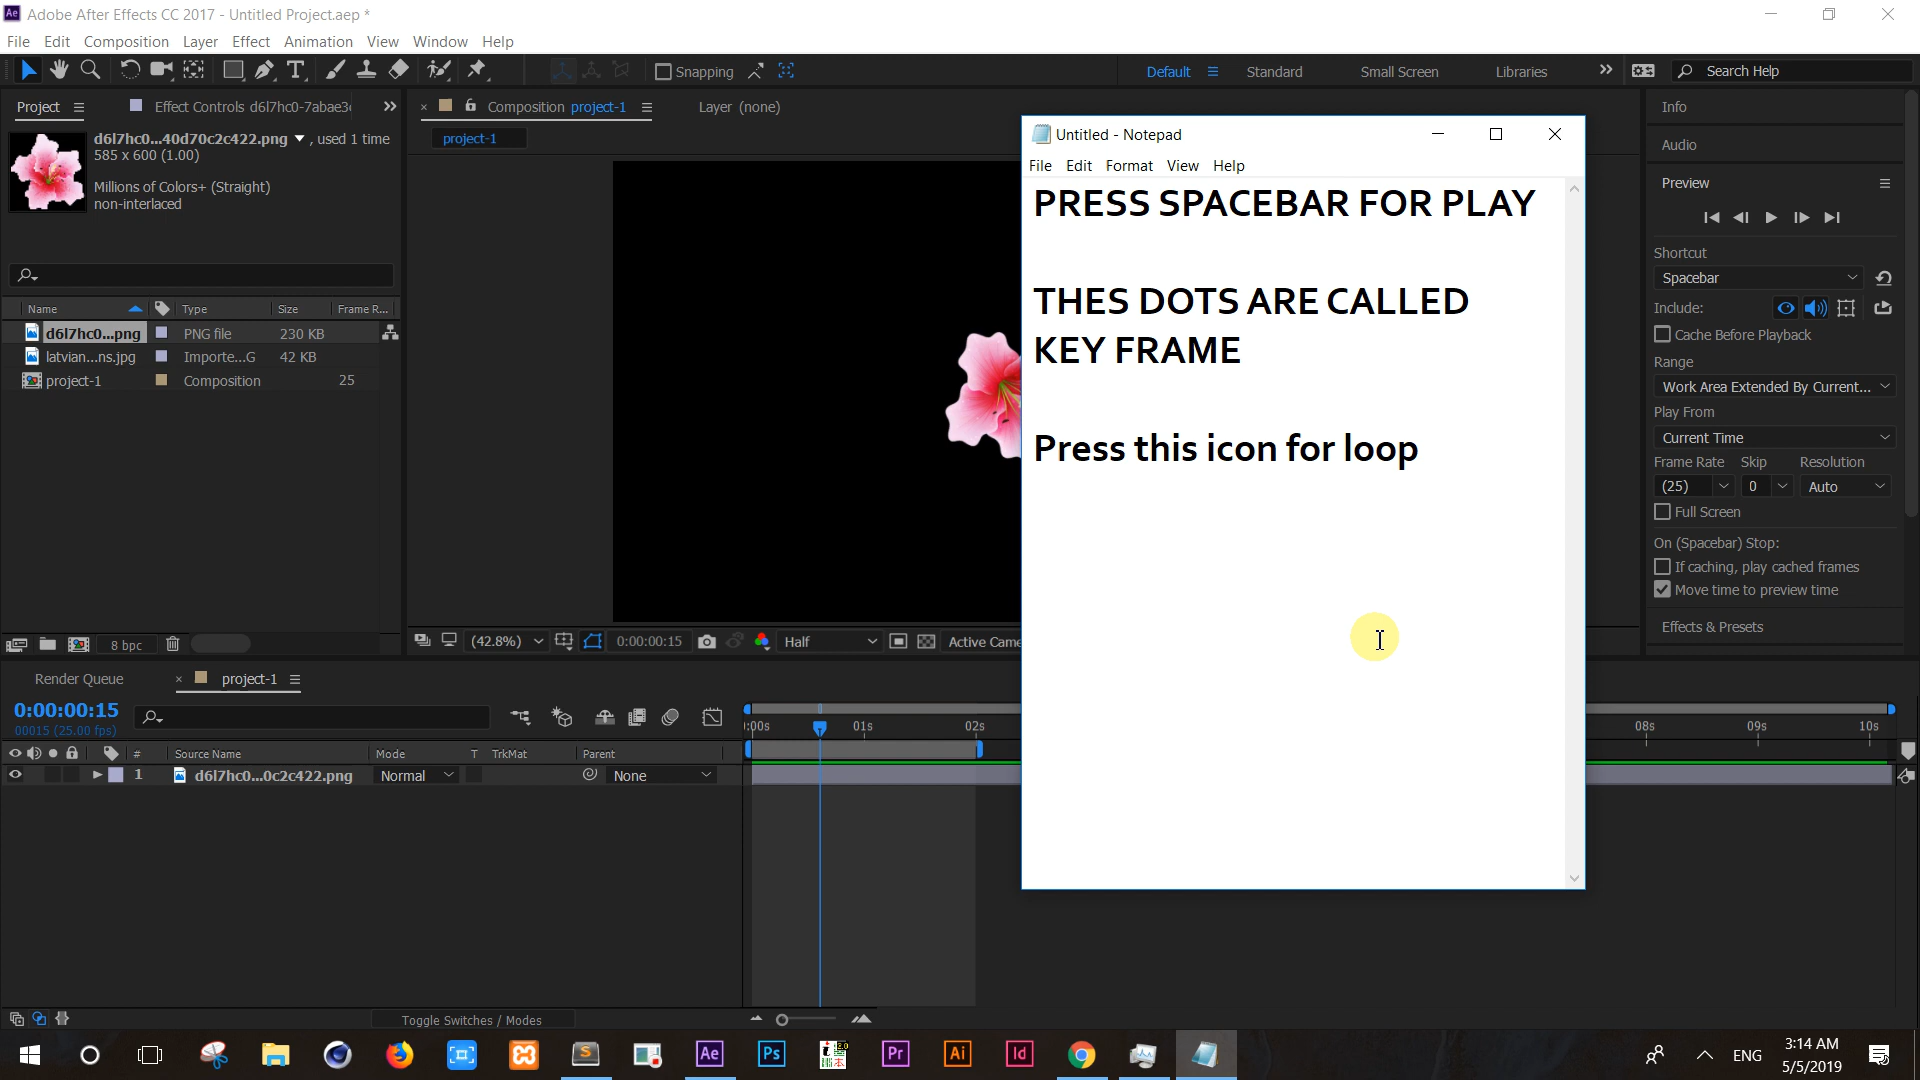 Adobe After Effects CC 2017 - Untitled Project.aep *
File Edit Composition Layer Effect Animation View Window Help
Snapping
Default Standard Small Screen Libraries Search Help
Project Effect Controls d6l7hc0-7abae3
Composition project-1 Layer (none)
project-1
d6l7hc0...40d70c2c422.png , used 1 time
585 x 600 (1.00)
Millions of Colors+ (Straight)
non-interlaced
Name Type Size Frame R...
d6l7hc0...png PNG file 230 KB
latvian...ns.jpg Importe...G 42 KB
project-1 Composition 25
8 bpc
(42.8%) 0:00:00:15 Half Active Came
Untitled - Notepad
File Edit Format View Help
PRESS SPACEBAR FOR PLAY
THES DOTS ARE CALLED
KEY FRAME
Press this icon for loop
Info
Audio
Preview
Shortcut
Spacebar
Include:
Cache Before Playback
Range
Work Area Extended By Current...
Play From
Current Time
Frame Rate Skip Resolution
(25) 0 Auto
Full Screen
On (Spacebar) Stop:
If caching, play cached frames
Move time to preview time
Effects & Presets
Render Queue project-1
0:00:00:15
00015 (25.00 fps)
:00s 01s 02s 08s 09s 10s
# Source Name Mode T TrkMat Parent
1 d6l7hc0...0c2c422.png Normal None
Toggle Switches / Modes
Ae Ps Pr Ai Id
ENG
3:14 AM
5/5/2019